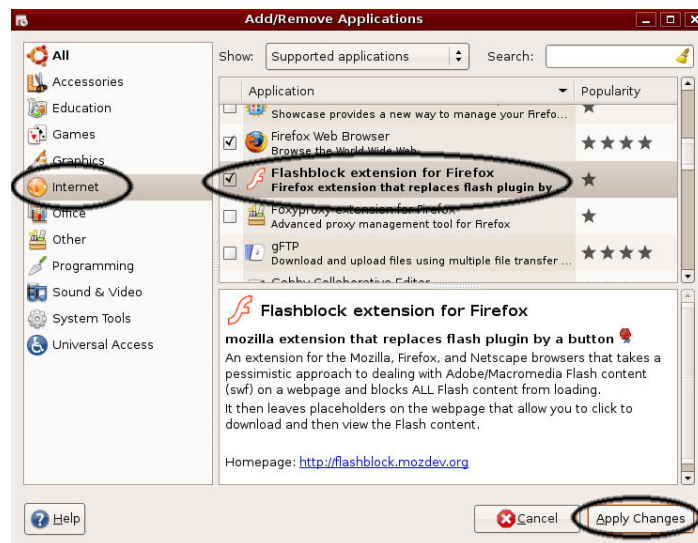 Add/Remove Applications
All
Accessories
Education
Games
Graphics
Internet
Office
Other
Programming
Sound & Video
System Tools
Universal Access
Show: Supported applications Search:
Application Popularity
Showcase provides a new way to manage your Firefo...
Firefox Web Browser
Browse the World Wide Web
Flashblock extension for Firefox
Firefox extension that replaces flash plugin by
Foxyproxy extension for Firefox
Advanced proxy management tool for Firefox
gFTP
Download and upload files using multiple file transfer ...
Gobby Collaborative Editor
Flashblock extension for Firefox
mozilla extension that replaces flash plugin by a button
An extension for the Mozilla, Firefox, and Netscape browsers that takes a
pessimistic approach to dealing with Adobe/Macromedia Flash content
(swf) on a webpage and blocks ALL Flash content from loading.
It then leaves placeholders on the webpage that allow you to click to
download and then view the Flash content.
Homepage: http://flashblock.mozdev.org
Help
Cancel
Apply Changes